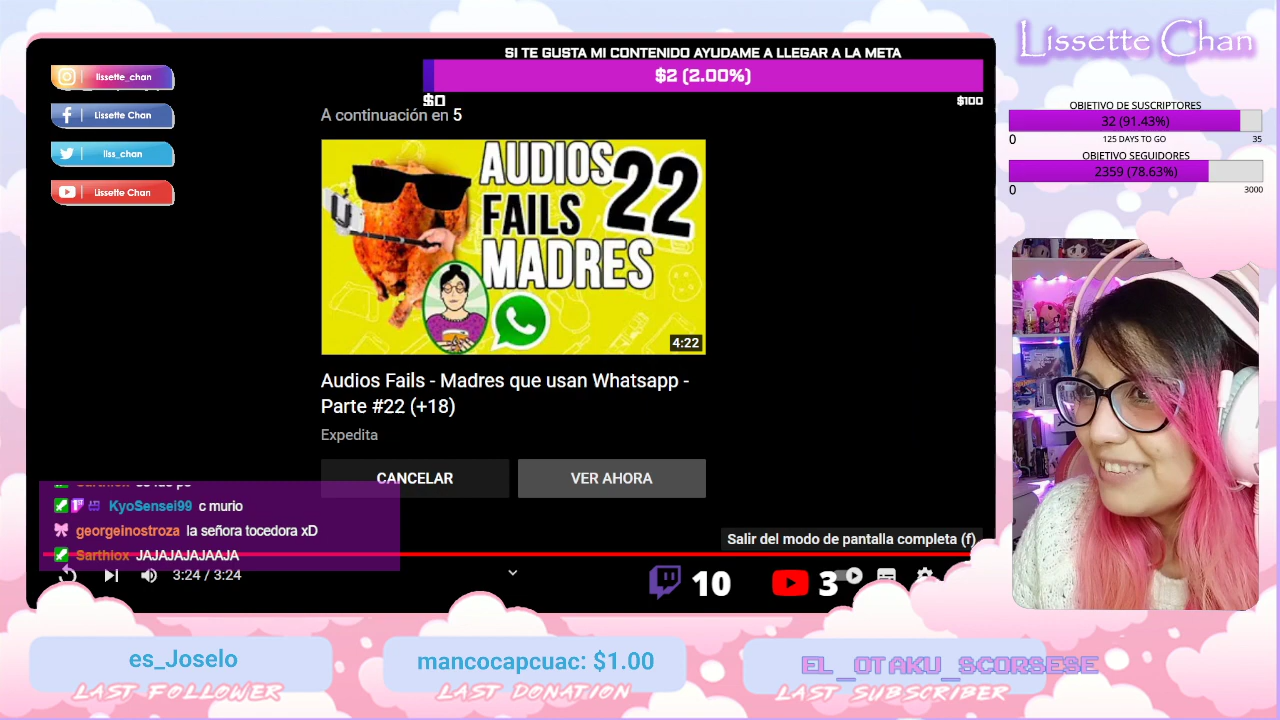 SI TE GUSTA MI CONTENIDO AYUDAME A LLEGAR A LA META
$2 (2.00%)
$0
$100
Lissette Chan
lissette_chan
Lissette Chan
liss_chan
Lissette Chan
OBJETIVO DE SUSCRIPTORES
32 (91.43%)
0
125 DAYS TO GO
35
OBJETIVO SEGUIDORES
2359 (78.63%)
0
3000
A continuación en 5
AUDIOS
FAILS
MADRES
22
4:22
Audios Fails - Madres que usan Whatsapp -
Parte #22 (+18)
Expedita
CANCELAR
VER AHORA
KyoSensei99 c murio
georgeinostroza la señora tocedora xD
Sarthlox JAJAJAJAJAAJA
Salir del modo de pantalla completa (f)
3:24 / 3:24
10
3
es_Joselo
LAST FOLLOWER
mancocapcuac: $1.00
LAST DONATION
EL_OTAKU_SCORSESE
LAST SUBSCRIBER